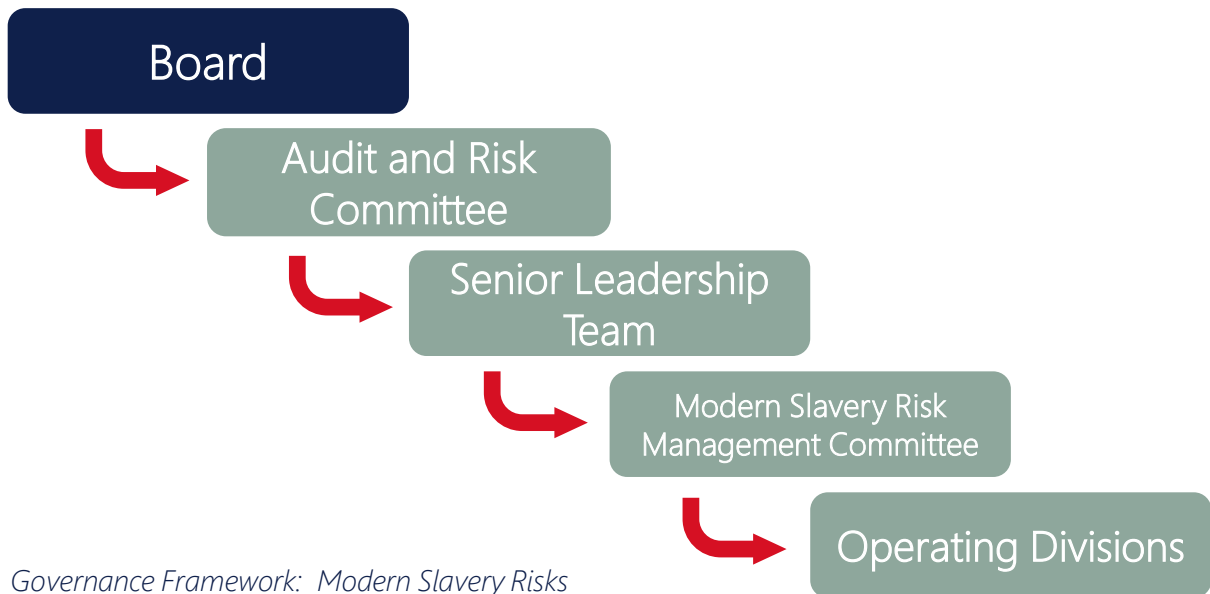 Board
Audit and Risk
Committee
Senior Leadership
Team
Modern Slavery Risk
Management Committee
Operating Divisions
Governance Framework: Modern Slavery Risks